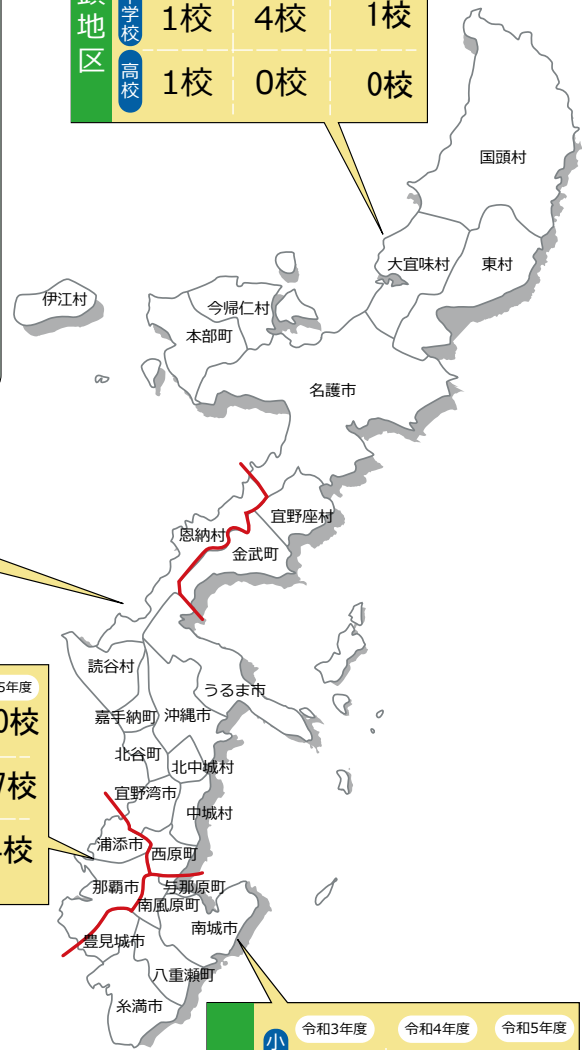 頭地区
中学校 1校 4校 1校
高校 1校 0校 0校
国頭村
大宜味村 東村
伊江村
今帰仁村
本部町
名護市
宜野座村
恩納村
金武町
読谷村
うるま市
嘉手納町 沖縄市
北谷町 北中城村
宜野湾市
中城村
浦添市 西原町
那覇市 与那原町
南風原町
南城市
豊見城市
八重瀬町
糸満市
5年度
0校
7校
校
小 令和3年度 令和4年度 令和5年度